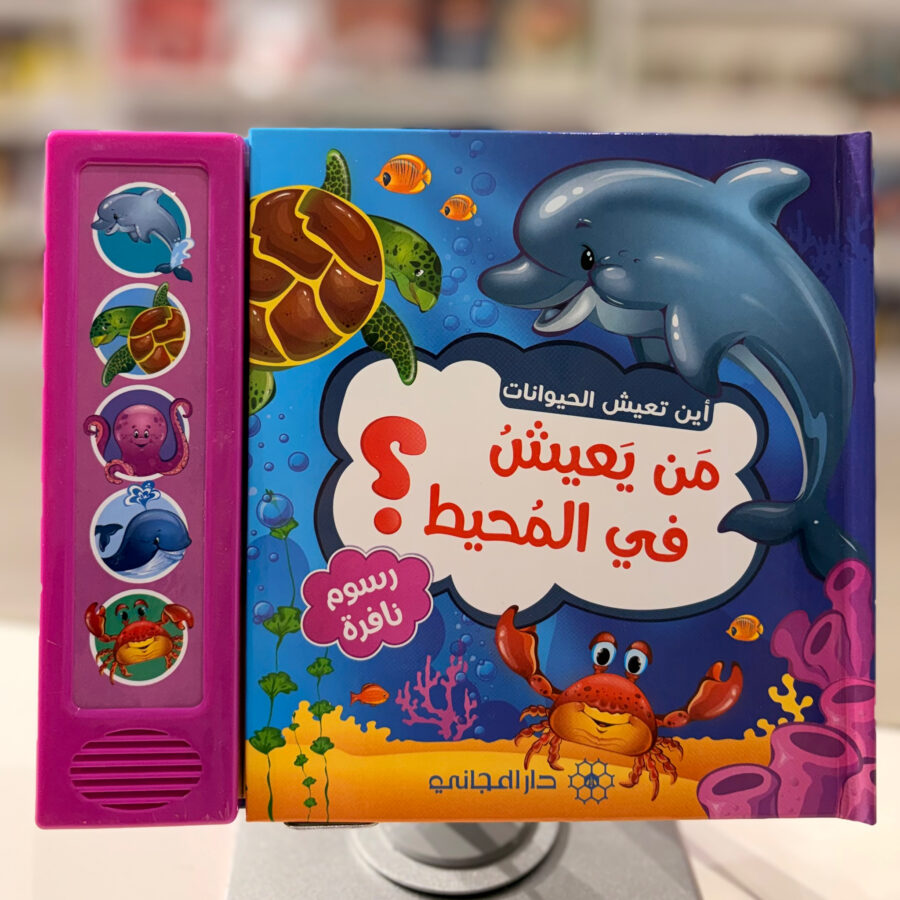 أين تعيش الحيوانات
مَن يَعيشُ
في المُحيط؟
رسوم
نافرة
دار المجاني